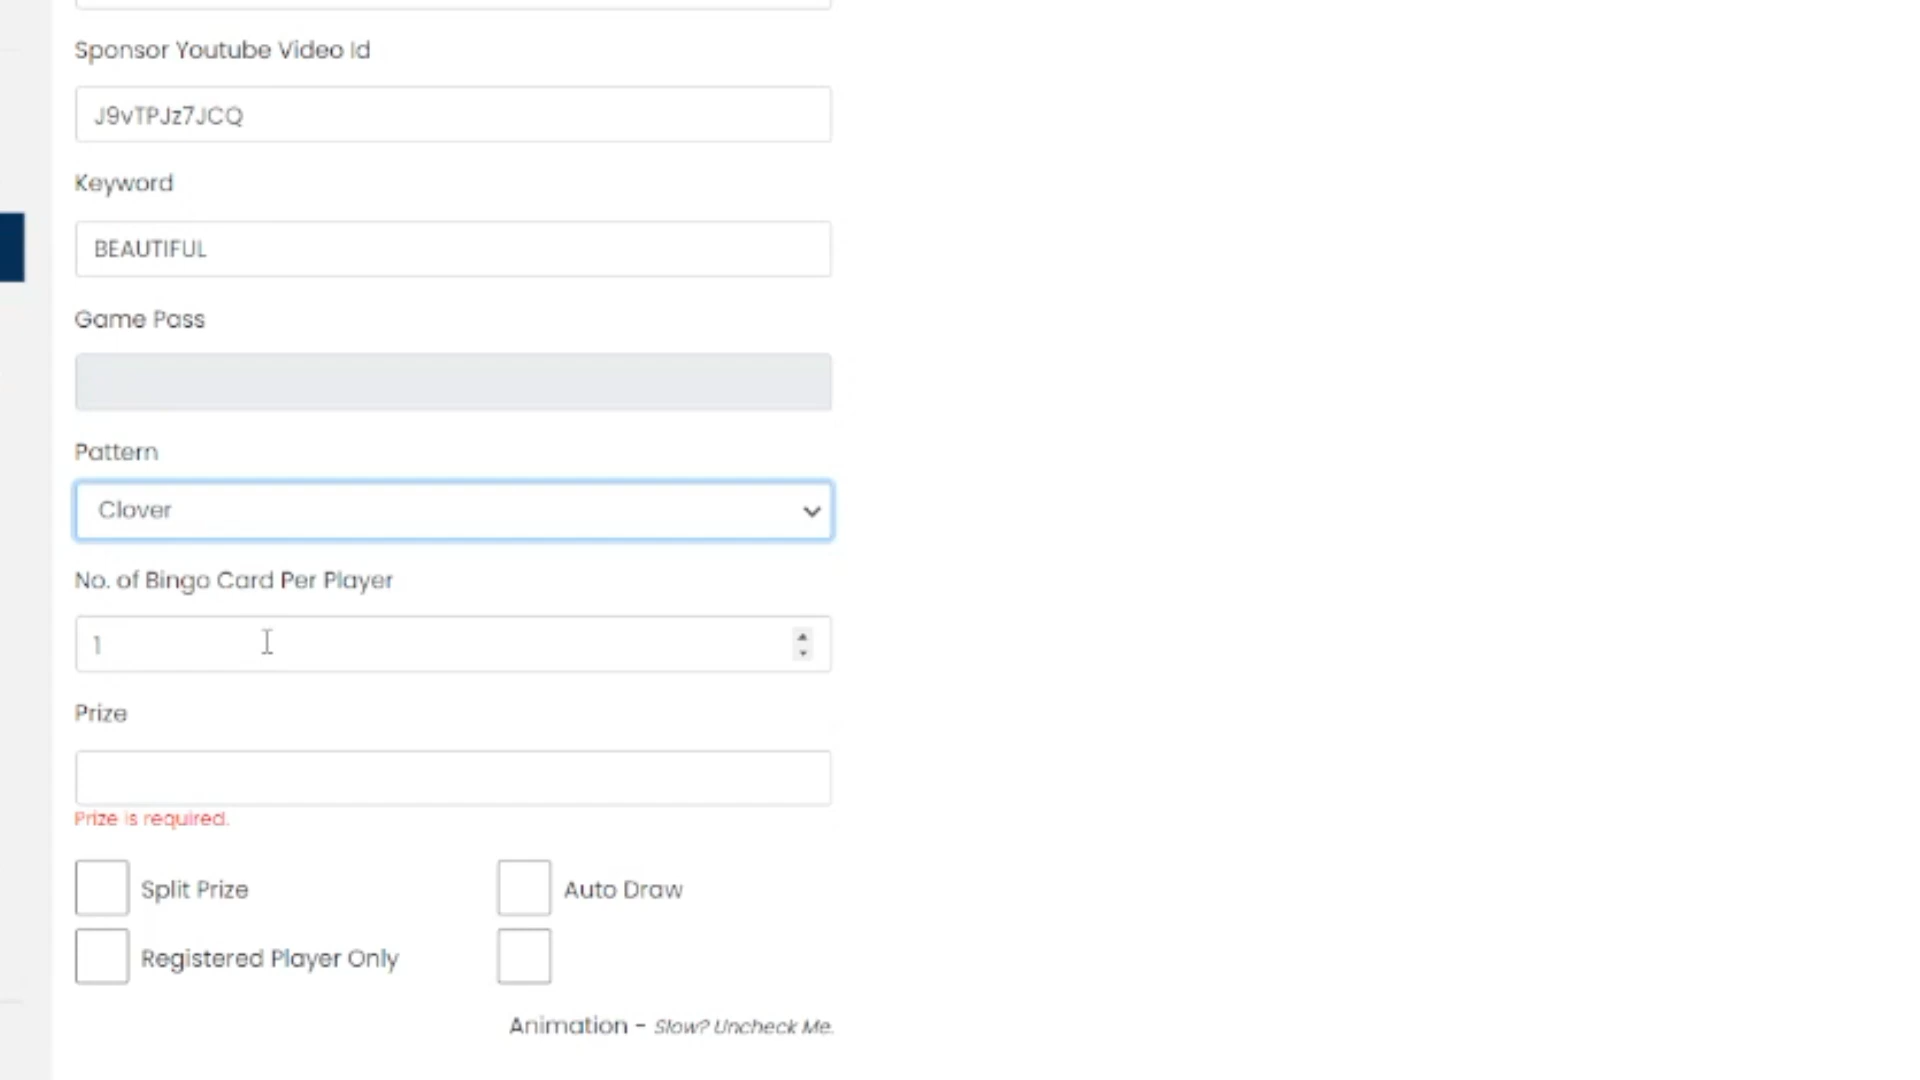 Sponsor Youtube Video Id
J9vTPJz7JCQ
Keyword
BEAUTIFUL
Game Pass
Pattern
Clover
No. of Bingo Card Per Player
1
Prize
Prize is required.
Split Prize
Auto Draw
Registered Player Only
Animation - Slow? Uncheck Me.